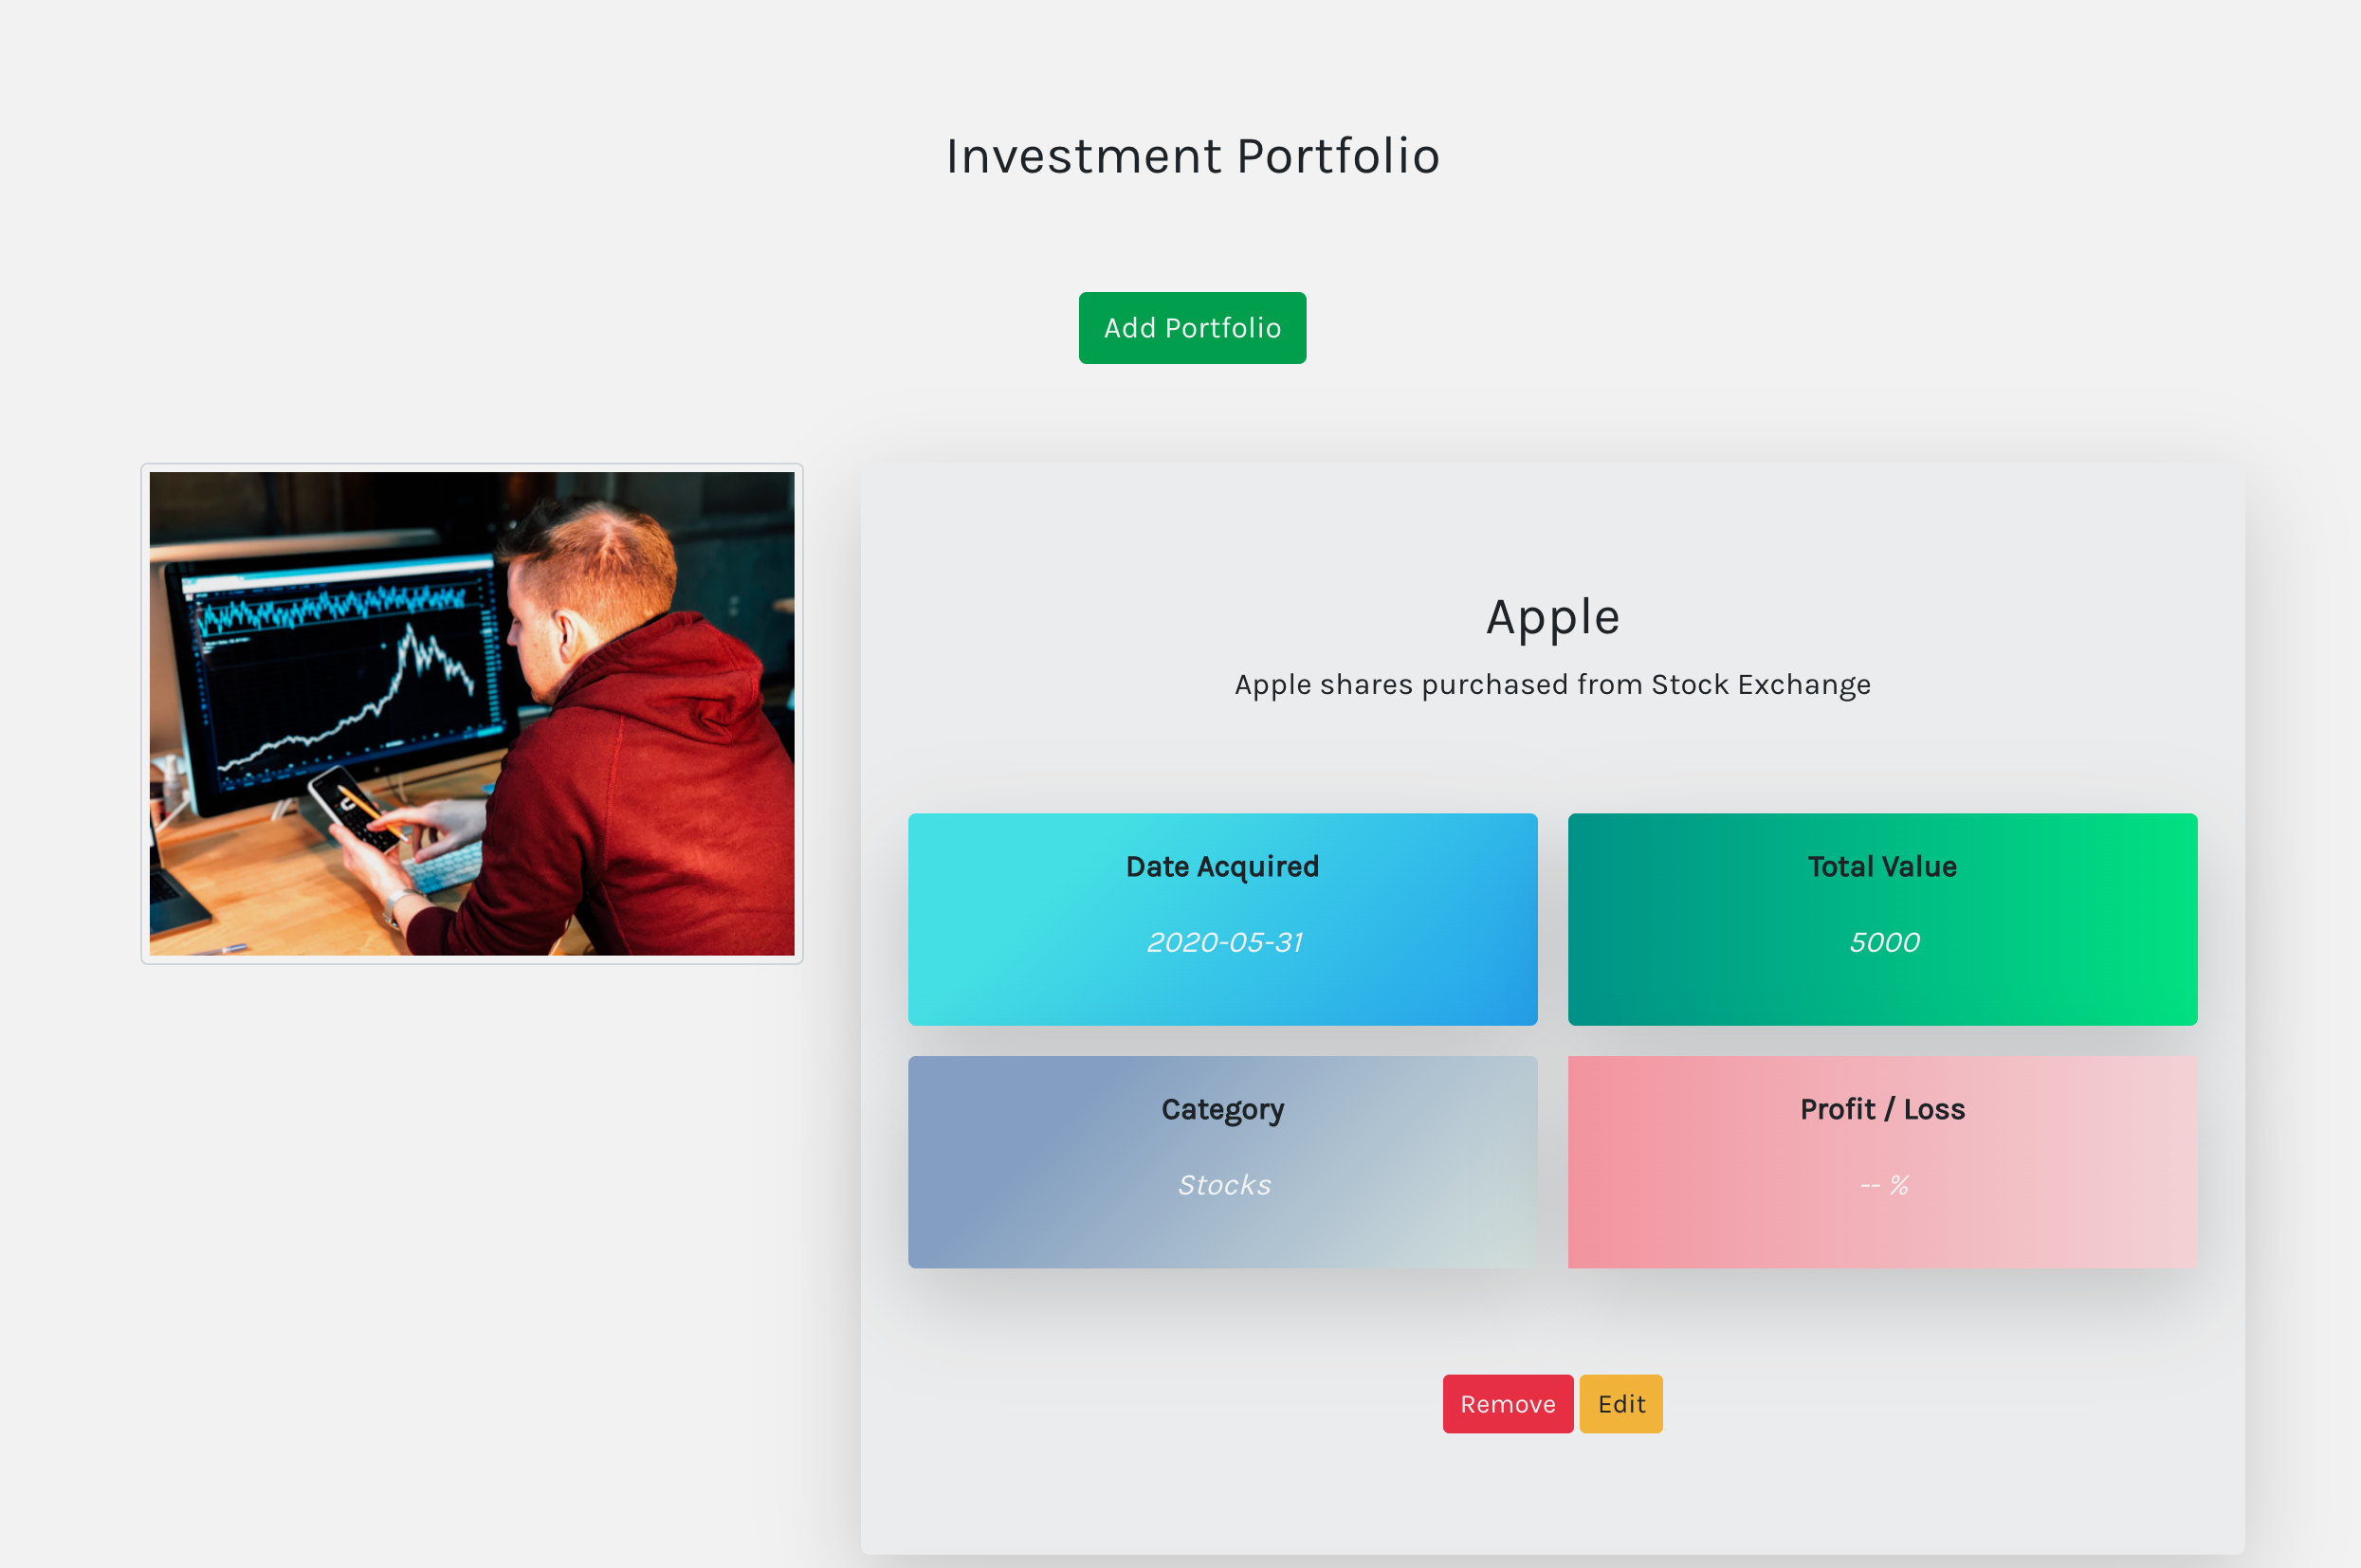 Investment Portfolio
Add Portfolio
Apple
Apple shares purchased from Stock Exchange
Date Acquired
2020-05-31
Total Value
5000
Category
Stocks
Profit / Loss
-- %
Remove
Edit